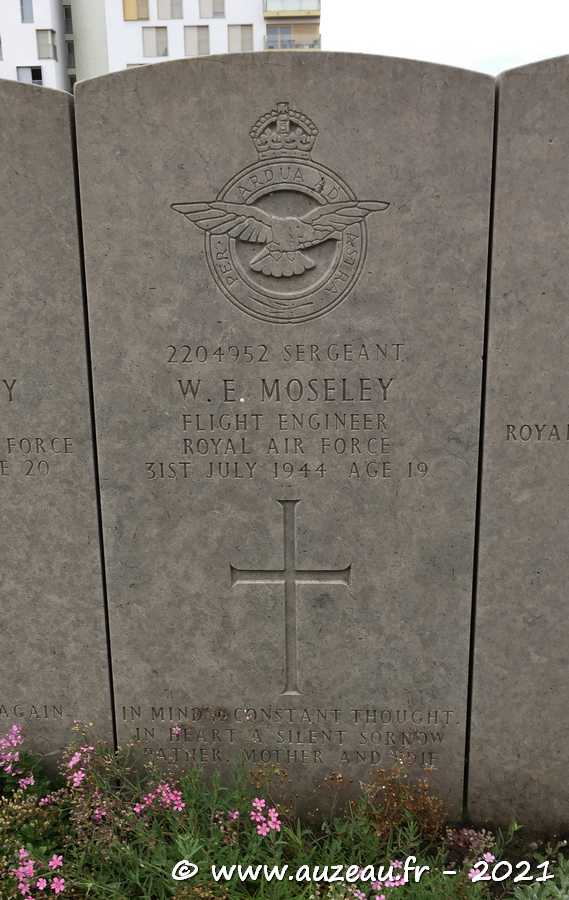 PER · ARDUA AD ASTRA
2204952 SERGEANT
W. E. MOSELEY
FLIGHT ENGINEER
ROYAL AIR FORCE
31ST JULY 1944 AGE 19
IN MIND A CONSTANT THOUGHT.
IN HEART A SILENT SORROW
FATHER, MOTHER AND
Y
FORCE
E 20
AGAIN
ROYAL
© www.auzeau.fr - 2021